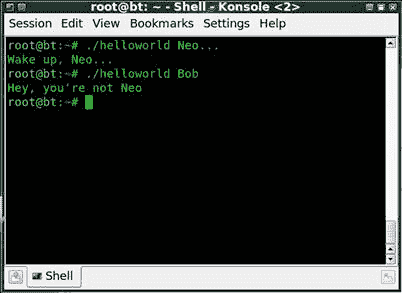 root@bt: ~ - Shell - Konsole <2>
Session Edit View Bookmarks Settings Help
root@bt:~# ./helloworld Neo...
Wake up, Neo...
root@bt:~# ./helloworld Bob
Hey, you're not Neo
root@bt:~#
Shell